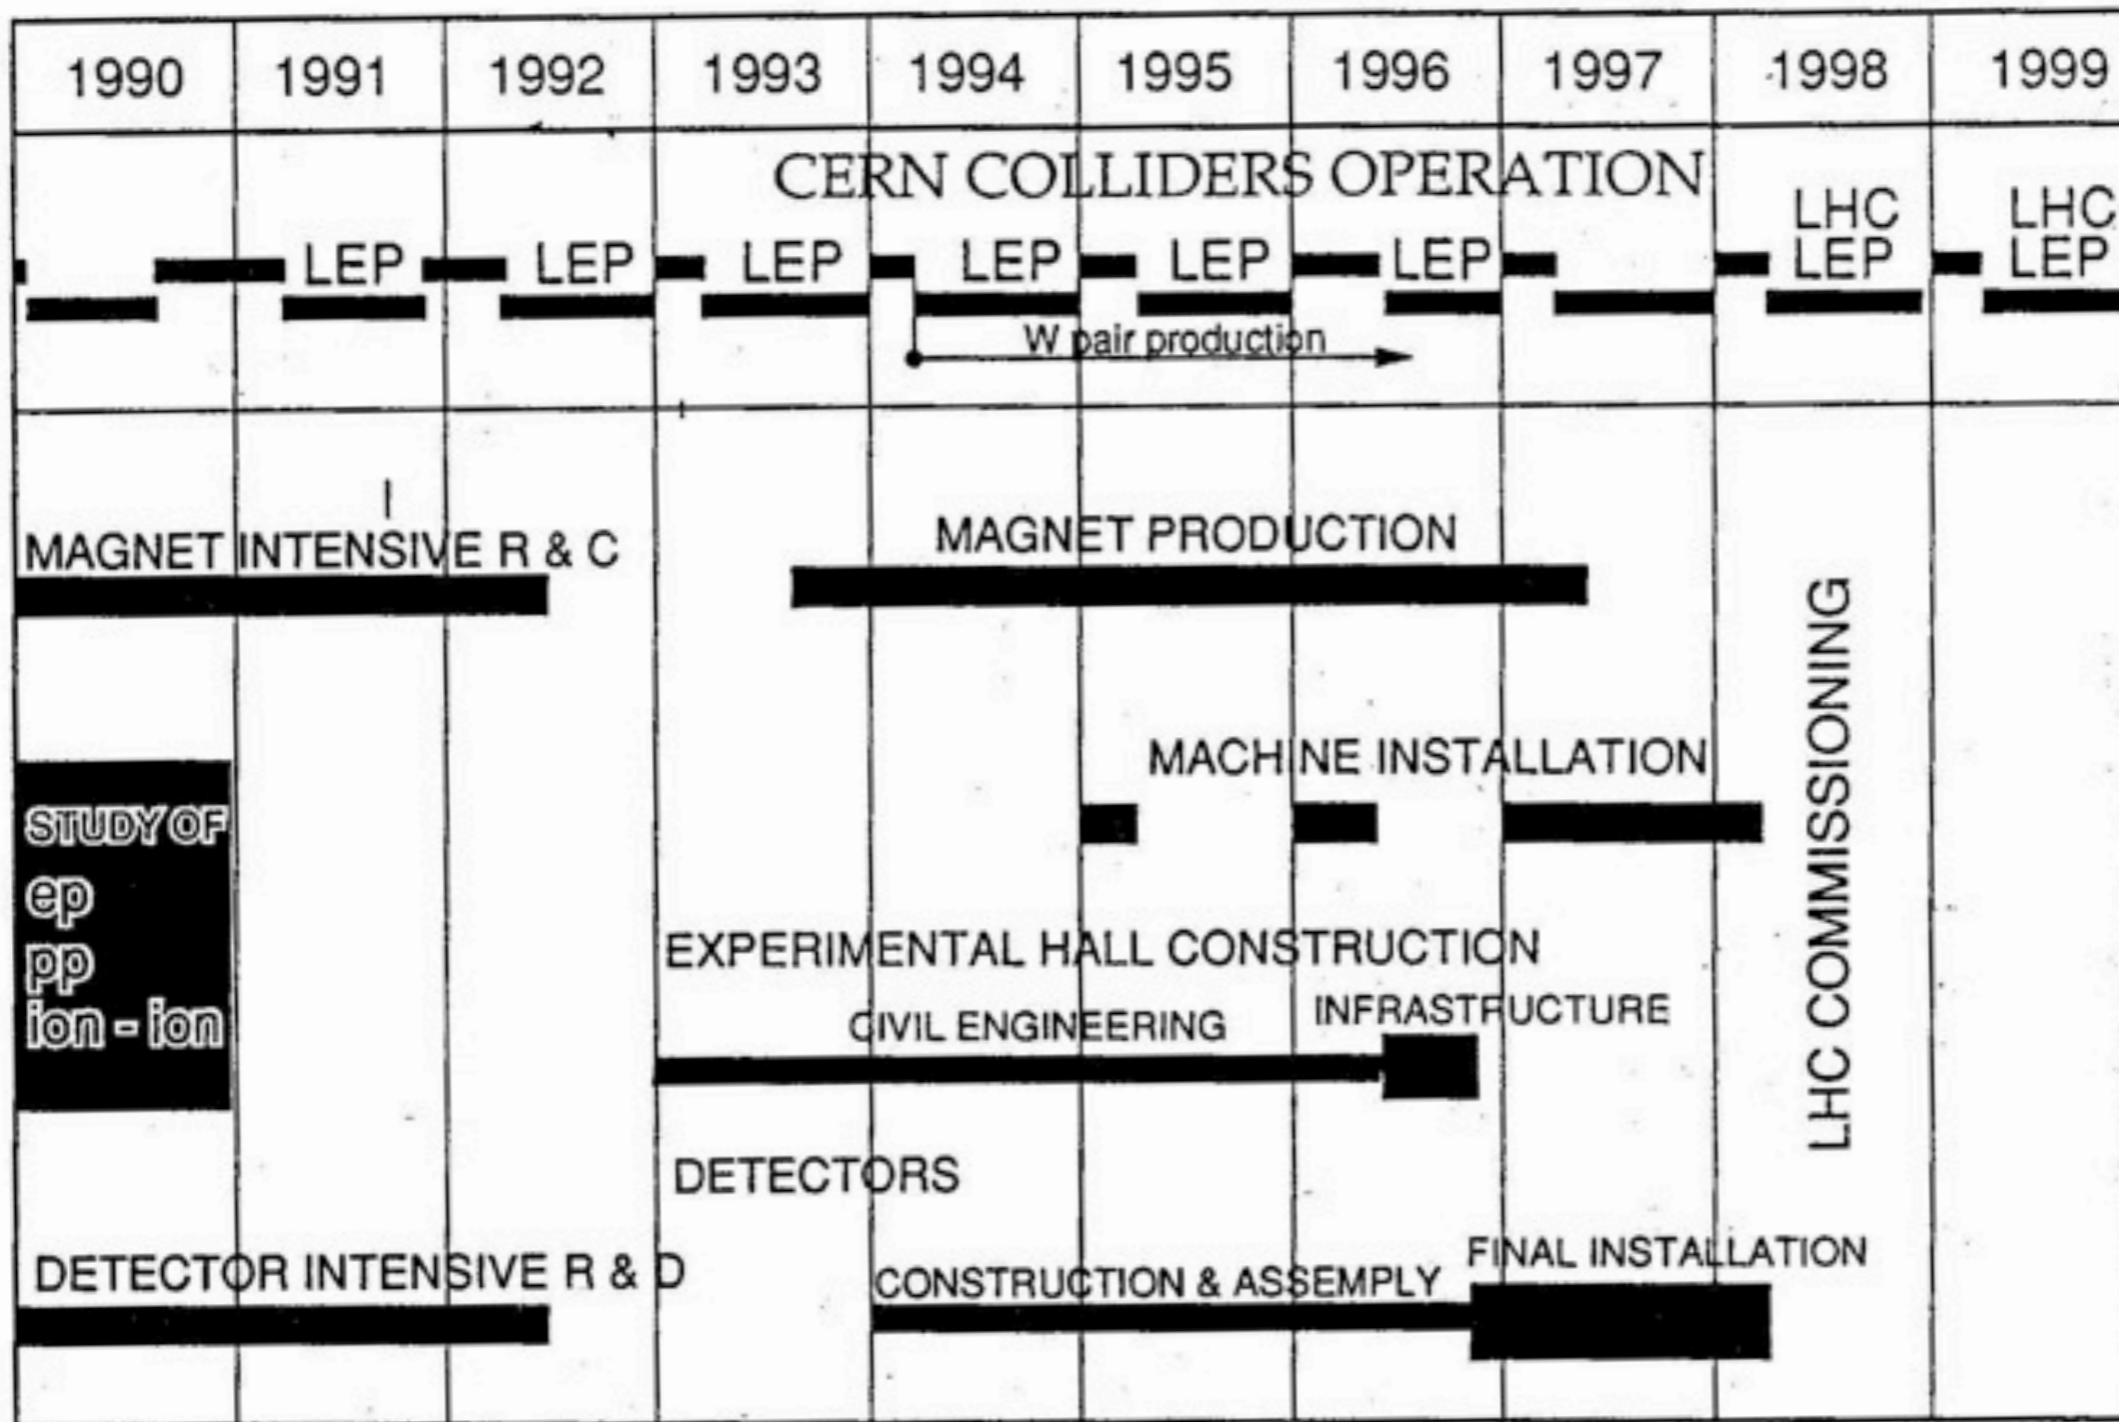 1990 1991 1992 1993 1994 1995 1996 1997 1998 1999
CERN COLLIDERS OPERATION
LHC LHC
LEP LEP LEP LEP LEP LEP LEP LEP
W pair production
MAGNET INTENSIVE R & C
MAGNET PRODUCTION
MACHINE INSTALLATION
LHC COMMISSIONING
STUDY OF
ep
pp
ion - ion
EXPERIMENTAL HALL CONSTRUCTION
CIVIL ENGINEERING
INFRASTRUCTURE
DETECTORS
DETECTOR INTENSIVE R & D
CONSTRUCTION & ASSEMPLY
FINAL INSTALLATION